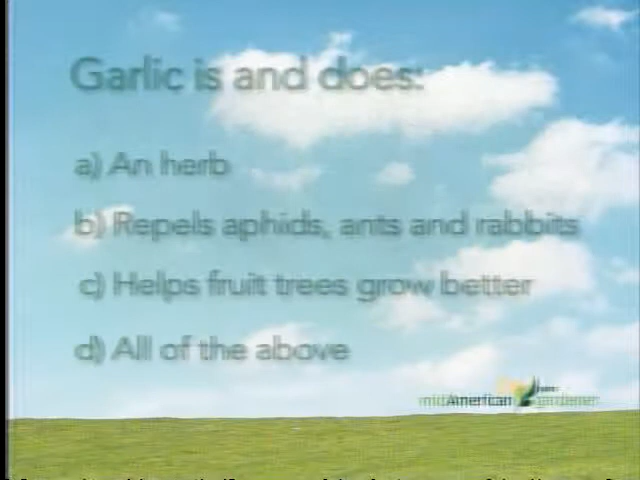 Garlic is and does:
a) An herb
b) Repels aphids, ants and rabbits
c) Helps fruit trees grow better
d) All of the above
midAmerican gardener